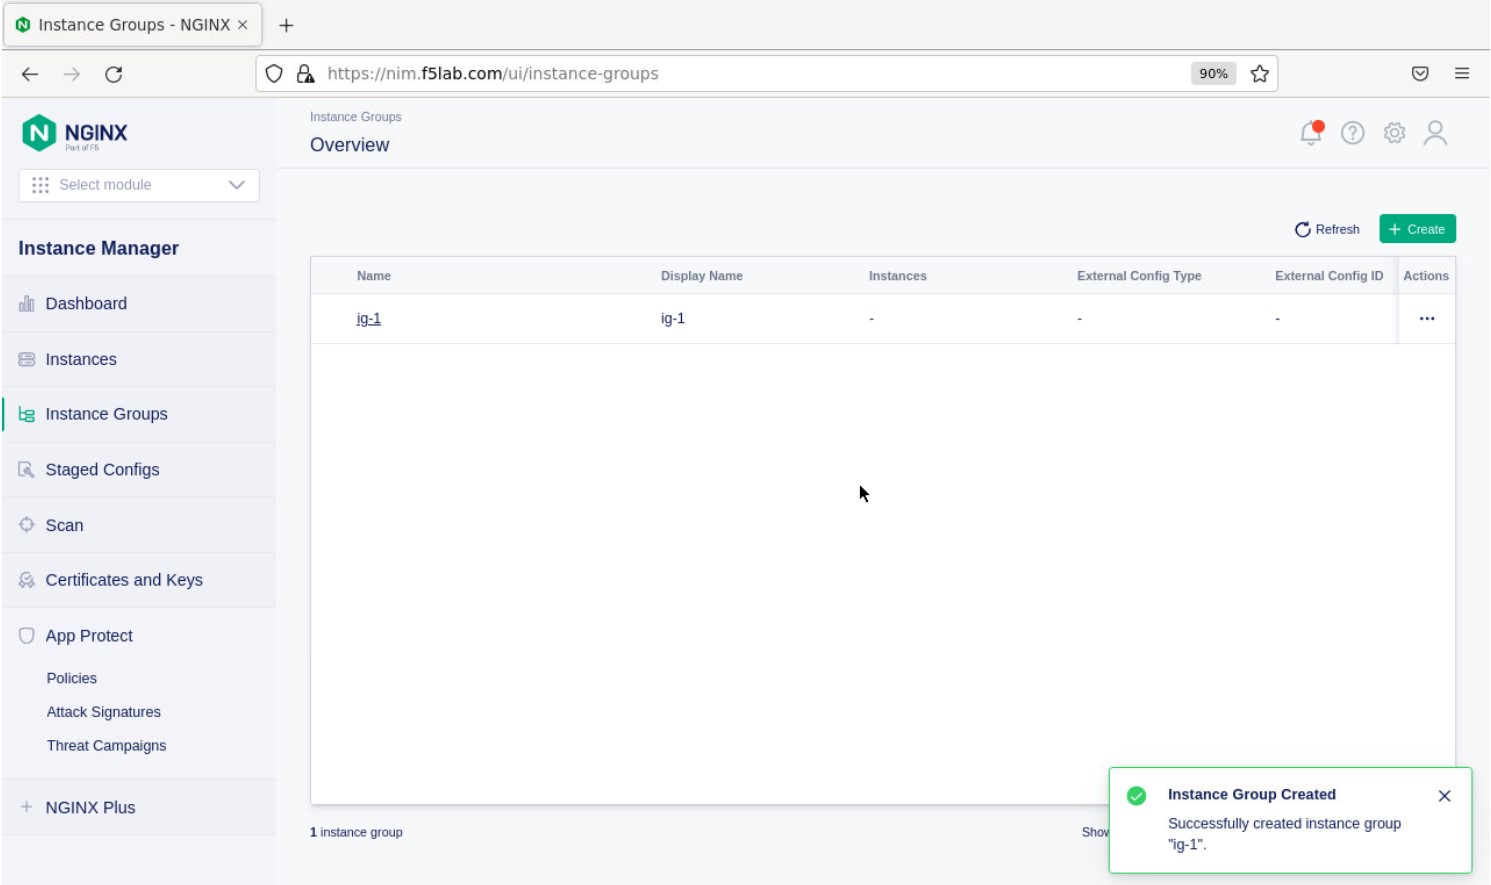 Instance Groups - NGINX
https://nim.f5lab.com/ui/instance-groups
90%
NGINX
Part of F5
Select module
Instance Manager
Dashboard
Instances
Instance Groups
Staged Configs
Scan
Certificates and Keys
App Protect
Policies
Attack Signatures
Threat Campaigns
NGINX Plus
Instance Groups
Overview
Refresh
Create
Name Display Name Instances External Config Type External Config ID Actions
ig-1 ig-1 - - - ···
1 instance group
Instance Group Created
Successfully created instance group
"ig-1".